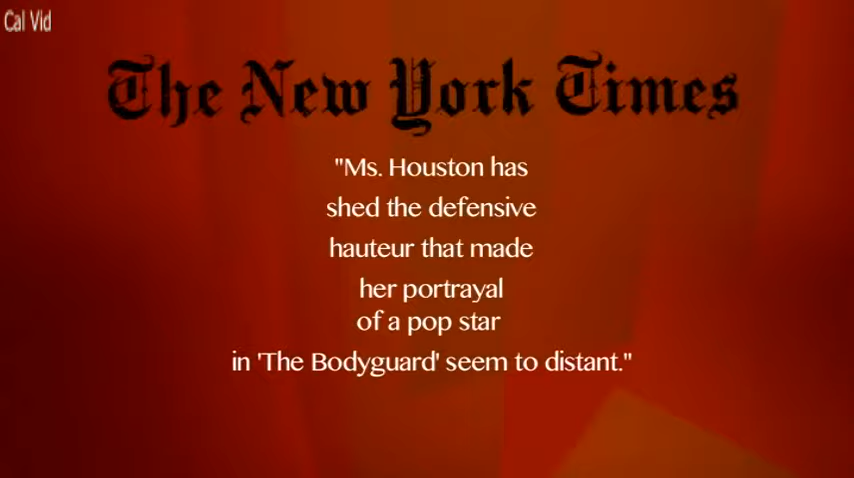 Cal Vid
The New York Times
"Ms. Houston has
shed the defensive
hauteur that made
her portrayal
of a pop star
in 'The Bodyguard' seem to distant."